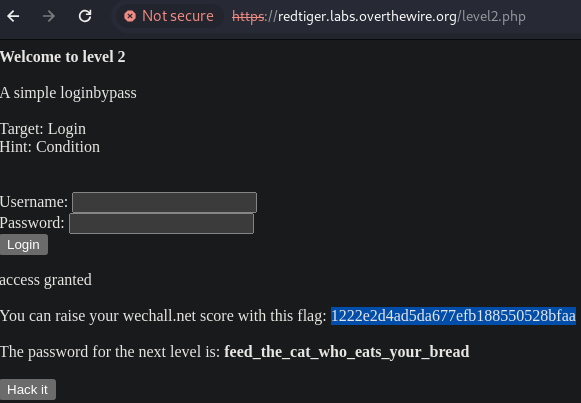 Not secure https://redtiger.labs.overthewire.org/level2.php
Welcome to level 2
A simple loginbypass
Target: Login
Hint: Condition
Username:
Password:
Login
access granted
You can raise your wechall.net score with this flag: 1222e2d4ad5da677efb188550528bfaa
The password for the next level is: feed_the_cat_who_eats_your_bread
Hack it